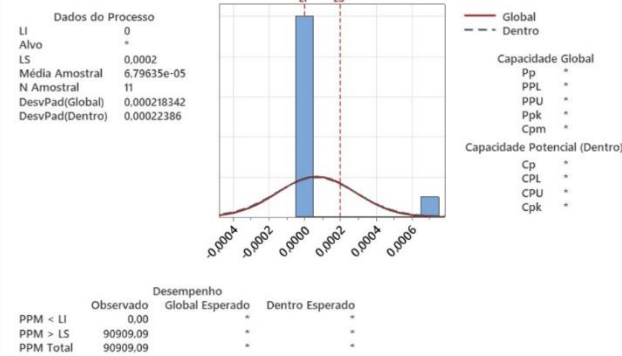 LI LS
Dados do Processo
LI 0
Alvo *
LS 0,0002
Média Amostral 6,79635e-05
N Amostral 11
DesvPad(Global) 0,000218342
DesvPad(Dentro) 0,00022386
Global
Dentro
Capacidade Global
Pp *
PPL *
PPU *
Ppk *
Cpm *
Capacidade Potencial (Dentro)
Cp *
CPL *
CPU *
Cpk *
-0,0004 -0,0002 0,0000 0,0002 0,0004 0,0006
Desempenho
Observado Global Esperado Dentro Esperado
PPM < LI 0,00 * *
PPM > LS 90909,09 * *
PPM Total 90909,09 * *